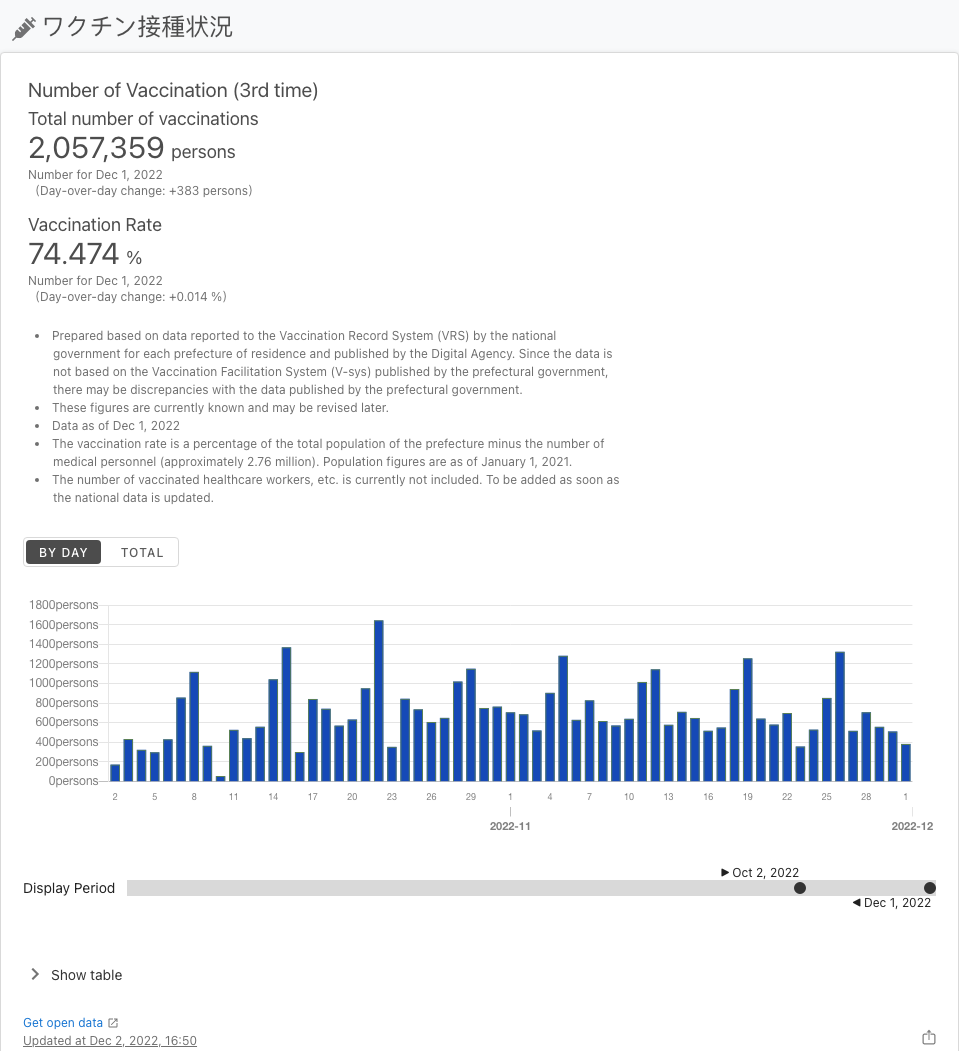 ワクチン接種状況
Number of Vaccination (3rd time)
Total number of vaccinations
2,057,359 persons
Number for Dec 1, 2022
(Day-over-day change: +383 persons)
Vaccination Rate
74.474 %
Number for Dec 1, 2022
(Day-over-day change: +0.014 %)
• Prepared based on data reported to the Vaccination Record System (VRS) by the national
government for each prefecture of residence and published by the Digital Agency. Since the data is
not based on the Vaccination Facilitation System (V-sys) published by the prefectural government,
there may be discrepancies with the data published by the prefectural government.
• These figures are currently known and may be revised later.
• Data as of Dec 1, 2022
• The vaccination rate is a percentage of the total population of the prefecture minus the number of
medical personnel (approximately 2.76 million). Population figures are as of January 1, 2021.
• The number of vaccinated healthcare workers, etc. is currently not included. To be added as soon as
the national data is updated.
BY DAY TOTAL
1800persons
1600persons
1400persons
1200persons
1000persons
800persons
600persons
400persons
200persons
0persons
2 5 8 11 14 17 20 23 26 29 1 4 7 10 13 16 19 22 25 28 1
2022-11 2022-12
Oct 2, 2022
Display Period
Dec 1, 2022
Show table
Get open data
Updated at Dec 2, 2022, 16:50